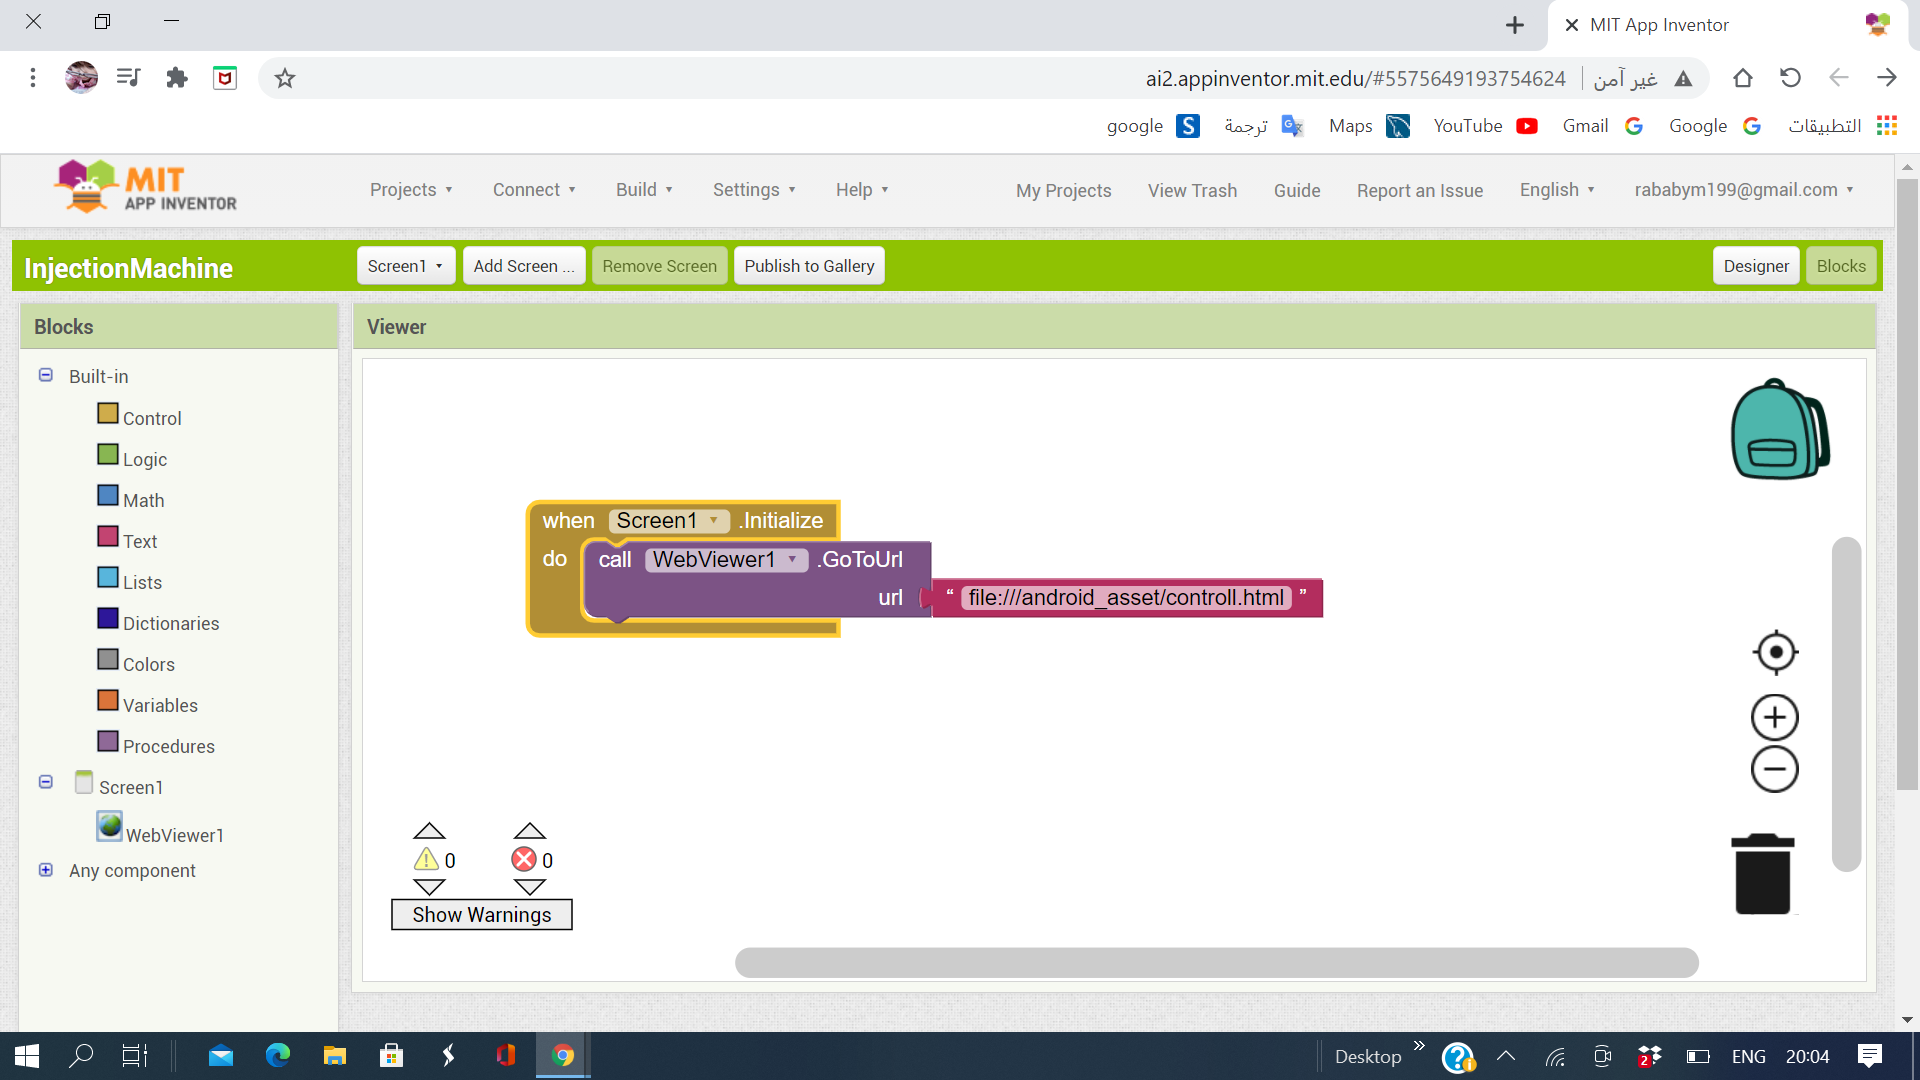 MIT App Inventor
ai2.appinventor.mit.edu/#5575649193754624 غير آمن
google ترجمة Maps YouTube Gmail Google التطبيقات
MIT APP INVENTOR
Projects Connect Build Settings Help My Projects View Trash Guide Report an Issue English rababym199@gmail.com
InjectionMachine Screen1 Add Screen ... Remove Screen Publish to Gallery Designer Blocks
Blocks Viewer
Built-in
Control
Logic
Math
Text
Lists
Dictionaries
Colors
Variables
Procedures
Screen1
WebViewer1
Any component
when Screen1 .Initialize
do call WebViewer1 .GoToUrl
url “ file:///android_asset/controll.html ”
0 0
Show Warnings
Desktop » 2 ENG 20:04